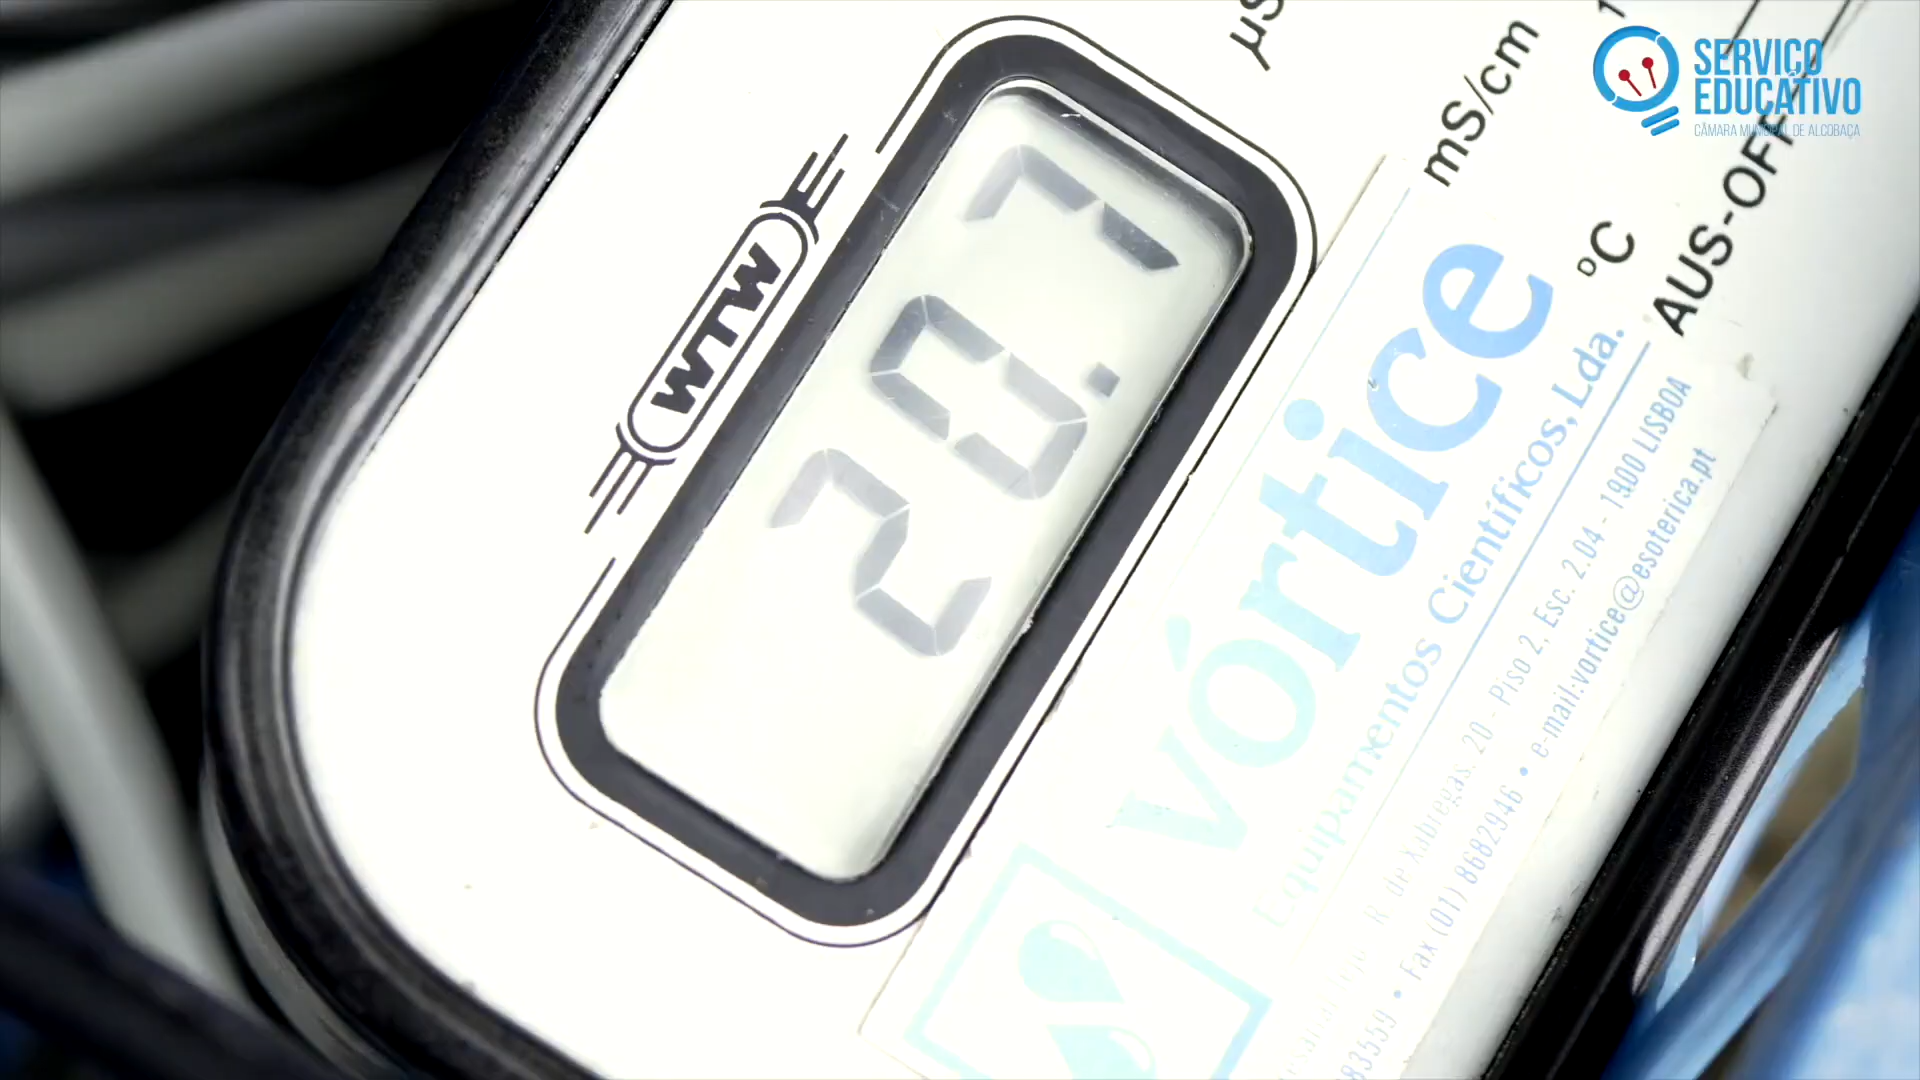 SERVIÇO
EDUCATIVO
CÂMARA MUNICIPAL DE ALCOBAÇA
µS
mS/cm
°C
AUS-OFF
WTW
20.7
vórtice
Equipamentos Científicos, Lda.
R. de Xabregas, 20 - Piso 2, Esc. 2.04 - 1900 LISBOA
83559 • Fax (01) 8682946 • e-mail:vortice@esoterica.pt